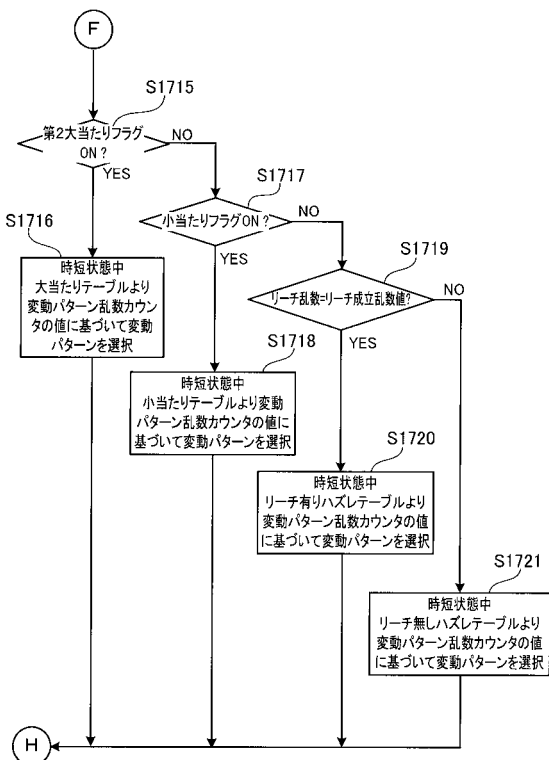 F
S1715
第2大当たりフラグ
ON?
NO
YES
S1717
小当たりフラグON?
NO
YES
S1716
時短状態中
大当たりテーブルより
変動パターン乱数カウン
タの値に基づいて変動
パターンを選択
S1719
リーチ乱数=リーチ成立乱数値?
NO
YES
S1718
時短状態中
小当たりテーブルより変動
パターン乱数カウンタの値に
基づいて変動パターンを選択
S1720
時短状態中
リーチ有りハズレテーブルより
変動パターン乱数カウンタの値
に基づいて変動パターンを選択
S1721
時短状態中
リーチ無しハズレテーブルより
変動パターン乱数カウンタの値
に基づいて変動パターンを選択
H